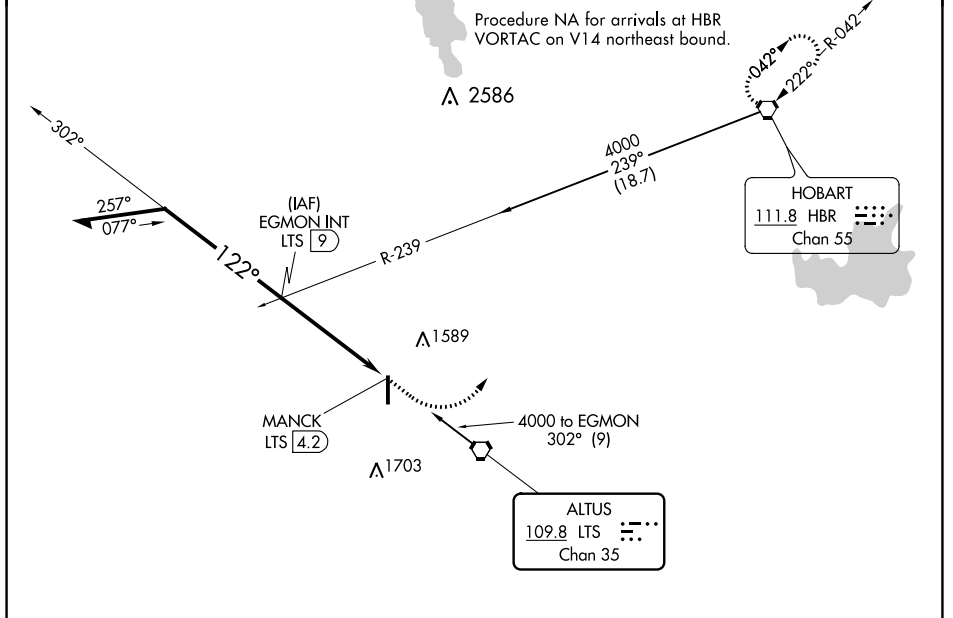 Procedure NA for arrivals at HBR
VORTAC on V14 northeast bound.
042°
222°
R-042
2586
302°
4000
239°
(18.7)
HOBART
111.8 HBR
Chan 55
257°
077°
(IAF)
EGMON INT
LTS 9
122°
R-239
1589
MANCK
LTS 4.2
4000 to EGMON
302° (9)
1703
ALTUS
109.8 LTS
Chan 35